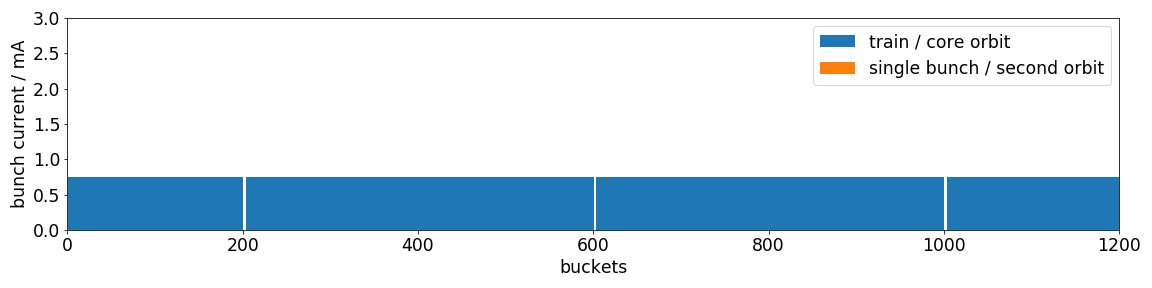 3.0
2.5
2.0
1.5
1.0
0.5
0.0
bunch current / mA
train / core orbit
single bunch / second orbit
0 200 400 600 800 1000 1200
buckets